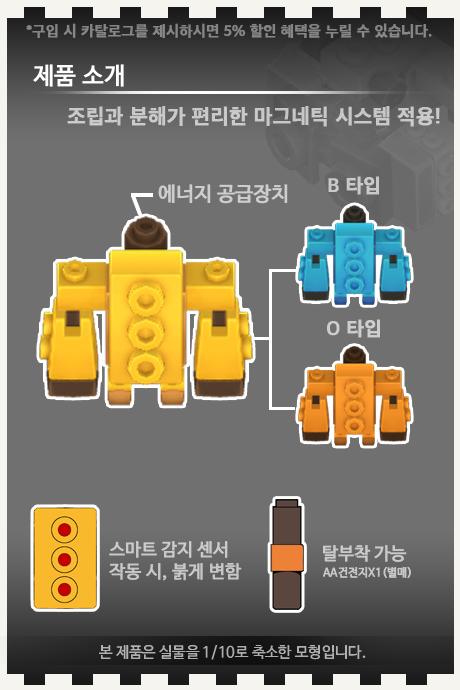 *구입 시 카탈로그를 제시하시면 5% 할인 혜택을 누릴 수 있습니다.
제품 소개
조립과 분해가 편리한 마그네틱 시스템 적용!
에너지 공급장치
B 타입
O 타입
스마트 감지 센서
작동 시, 붉게 변함
탈부착 가능
AA건전지X1(별매)
본 제품은 실물을 1/10로 축소한 모형입니다.